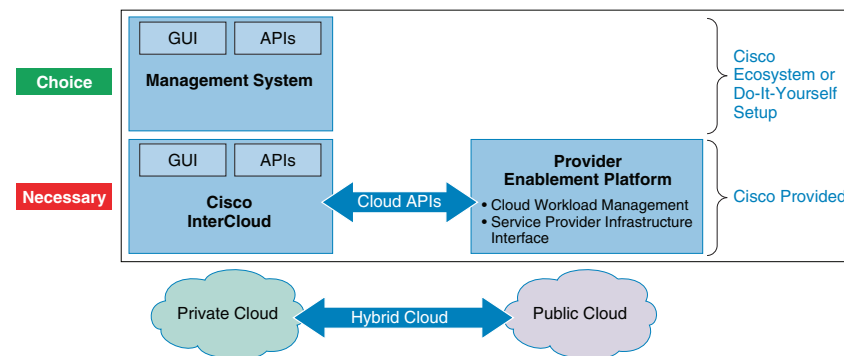 GUI
APIs
Management System
Choice
Cisco
Ecosystem or
Do-It-Yourself
Setup
GUI
APIs
Cisco
InterCloud
Necessary
Cloud APIs
Provider
Enablement Platform
• Cloud Workload Management
• Service Provider Infrastructure
Interface
Cisco Provided
Private Cloud
Hybrid Cloud
Public Cloud